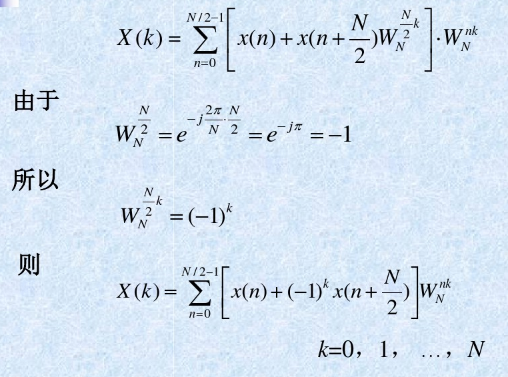 X(k) = \sum_{n=0}^{N/2-1} \left[ x(n) + x(n + \frac{N}{2}) W_N^{\frac{N}{2}k} \right] \cdot W_N^{nk}
由于
W_N^{\frac{N}{2}} = e^{-j\frac{2\pi}{N} \cdot \frac{N}{2}} = e^{-j\pi} = -1
所以
W_N^{\frac{N}{2}k} = (-1)^k
则
X(k) = \sum_{n=0}^{N/2-1} \left[ x(n) + (-1)^k x(n + \frac{N}{2}) \right] W_N^{nk}
k=0，1， …，N